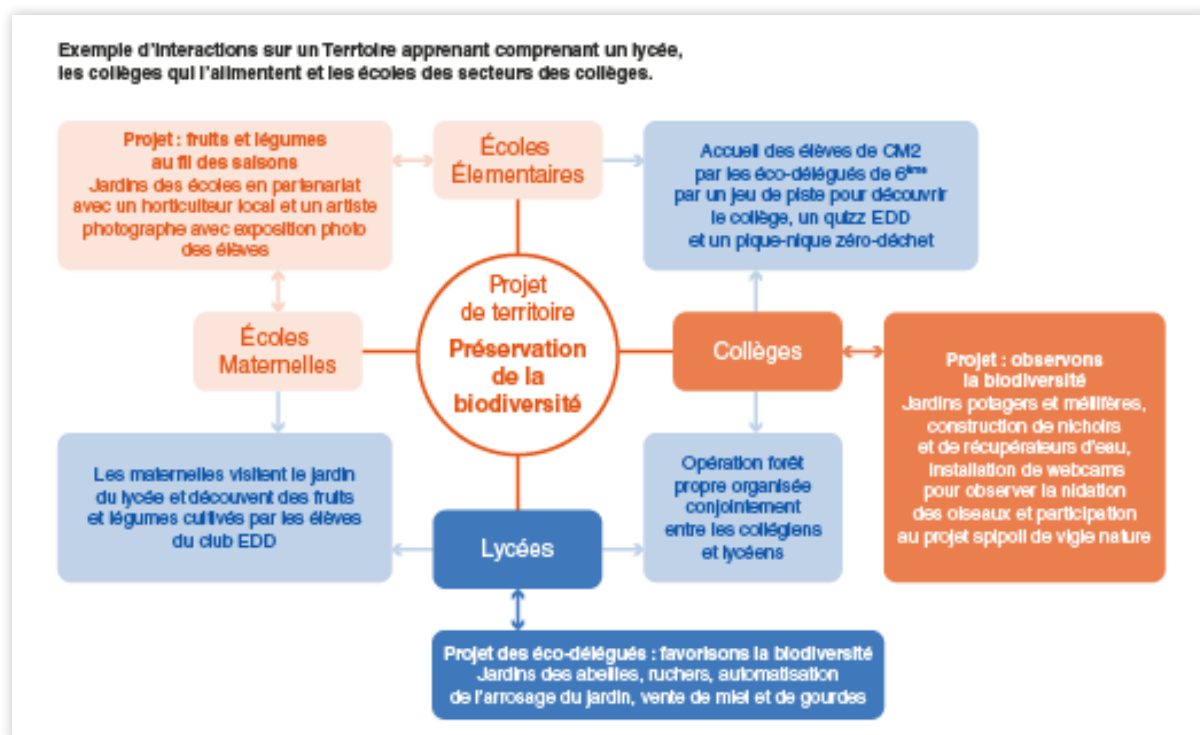 Exemple d'interactions sur un Terrtoire apprenant comprenant un lycée,
les collèges qui l'alimentent et les écoles des secteurs des collèges.
Projet : fruits et légumes
au fil des saisons
Jardins des écoles en partenariat
avec un horticulteur local et un artiste
photographe avec exposition photo
des élèves
Écoles
Élementaires
Accueil des élèves de CM2
par les éco-délégués de 6ème
par un jeu de piste pour découvrir
le collège, un quizz EDD
et un pique-nique zéro-déchet
Projet
de territoire
Préservation
de la
biodiversité
Écoles
Maternelles
Collèges
Projet : observons
la biodiversité
Jardins potagers et méllifères,
construction de nichoirs
et de récupérateurs d'eau,
installation de webcams
pour observer la nidation
des oiseaux et participation
au projet spipoll de vigie nature
Les maternelles visitent le jardin
du lycée et découvent des fruits
et légumes cultivés par les élèves
du club EDD
Opération forêt
propre organisée
conjointement
entre les collégiens
et lycéens
Lycées
Projet des éco-délégués : favorisons la biodiversité
Jardins des abeilles, ruchers, automatisation
de l'arrosage du jardin, vente de miel et de gourdes